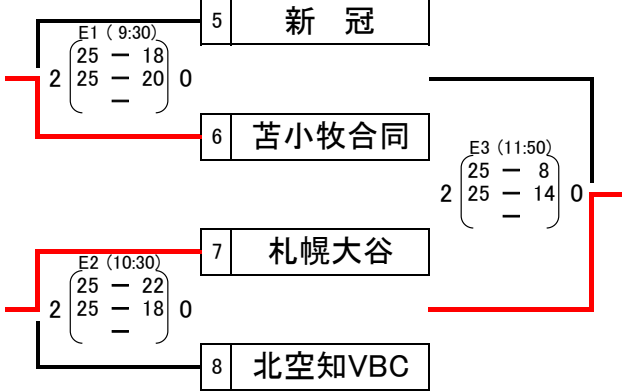 5 新 冠
E1 ( 9:30)
25 ー 18
2 25 ー 20 0
ー
6 苫小牧合同
E3 (11:50)
25 ー 8
2 25 ー 14 0
ー
7 札幌大谷
E2 (10:30)
25 ー 22
2 25 ー 18 0
ー
8 北空知VBC